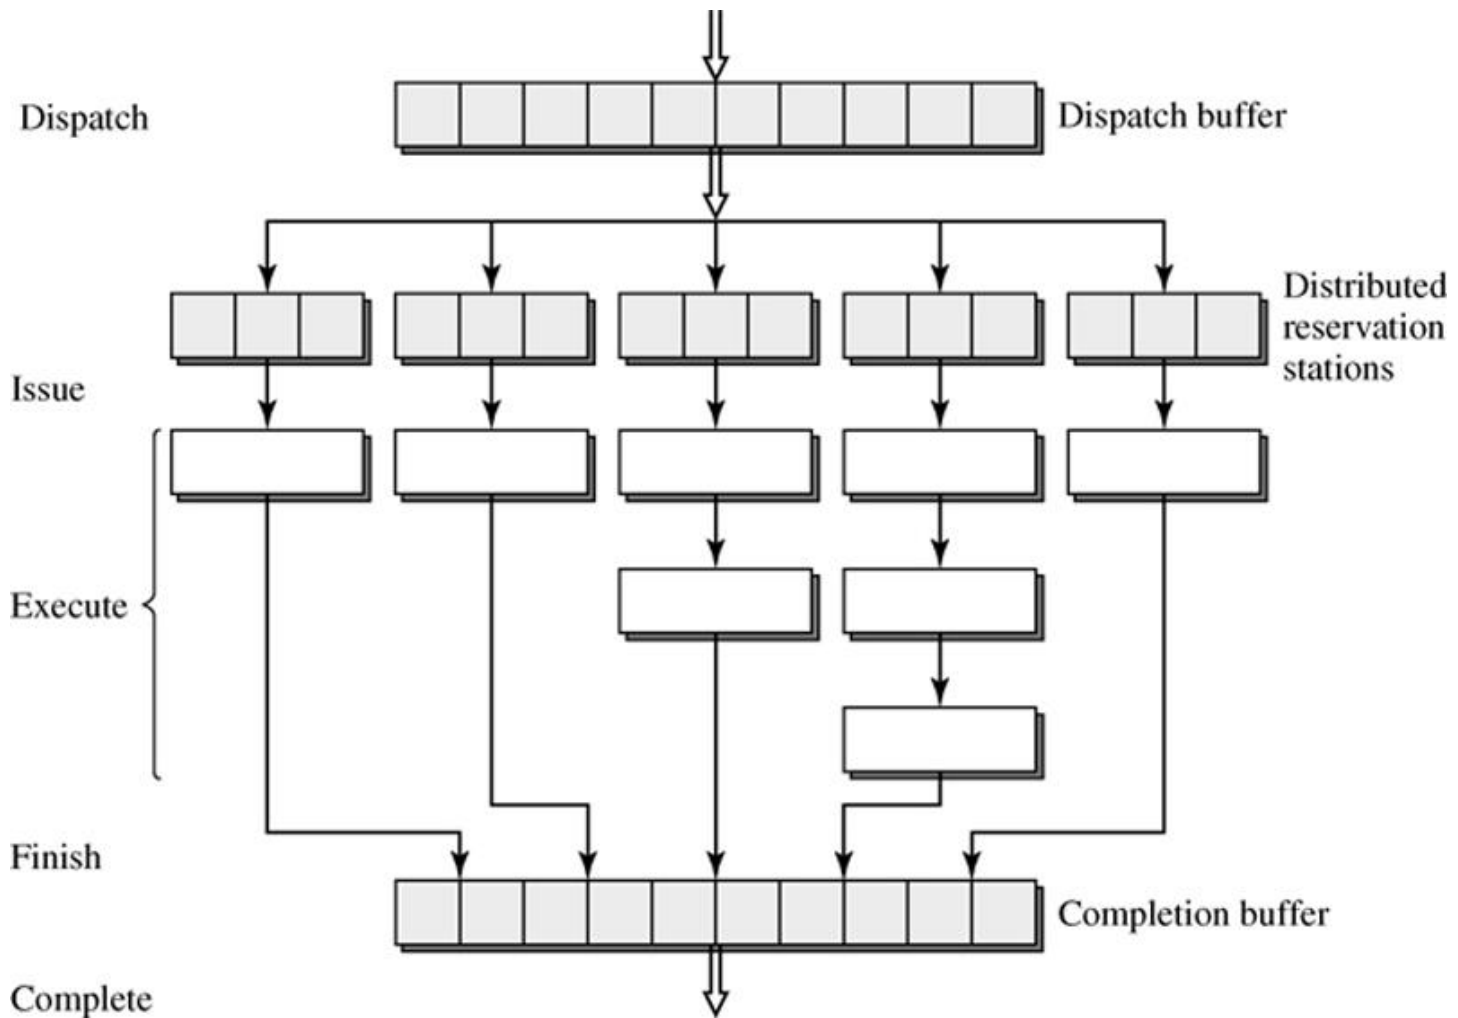 Dispatch
Dispatch buffer
Distributed
reservation
stations
Issue
Execute
Finish
Completion buffer
Complete